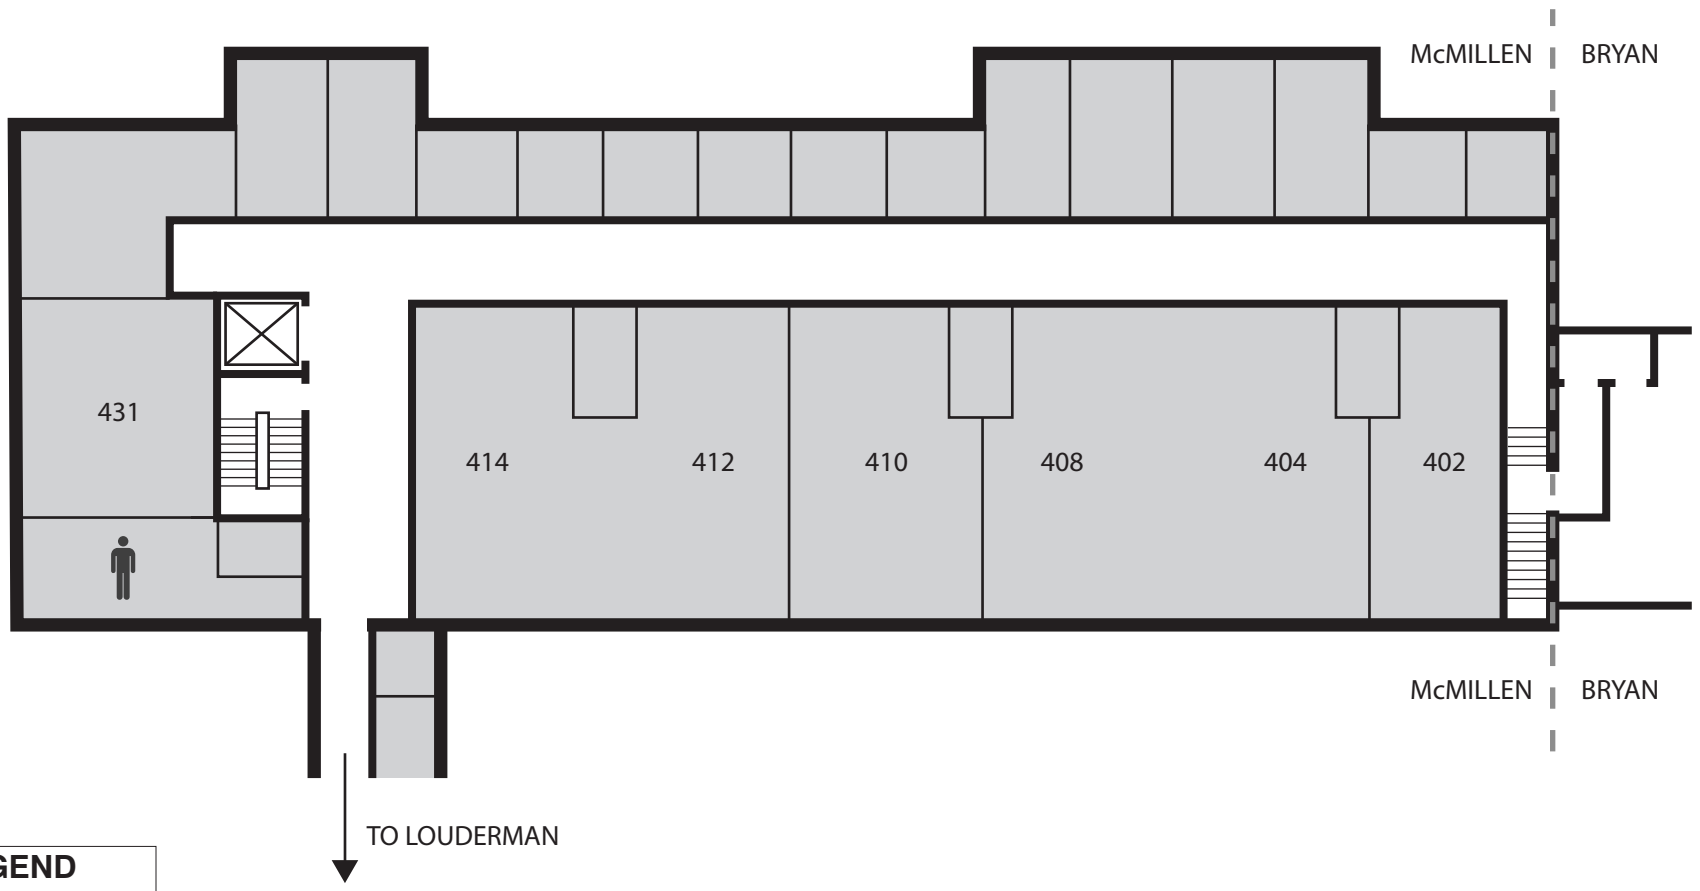 McMILLEN BRYAN
431
414 412 410 408 404 402
McMILLEN BRYAN
TO LOUDERMAN
GEND